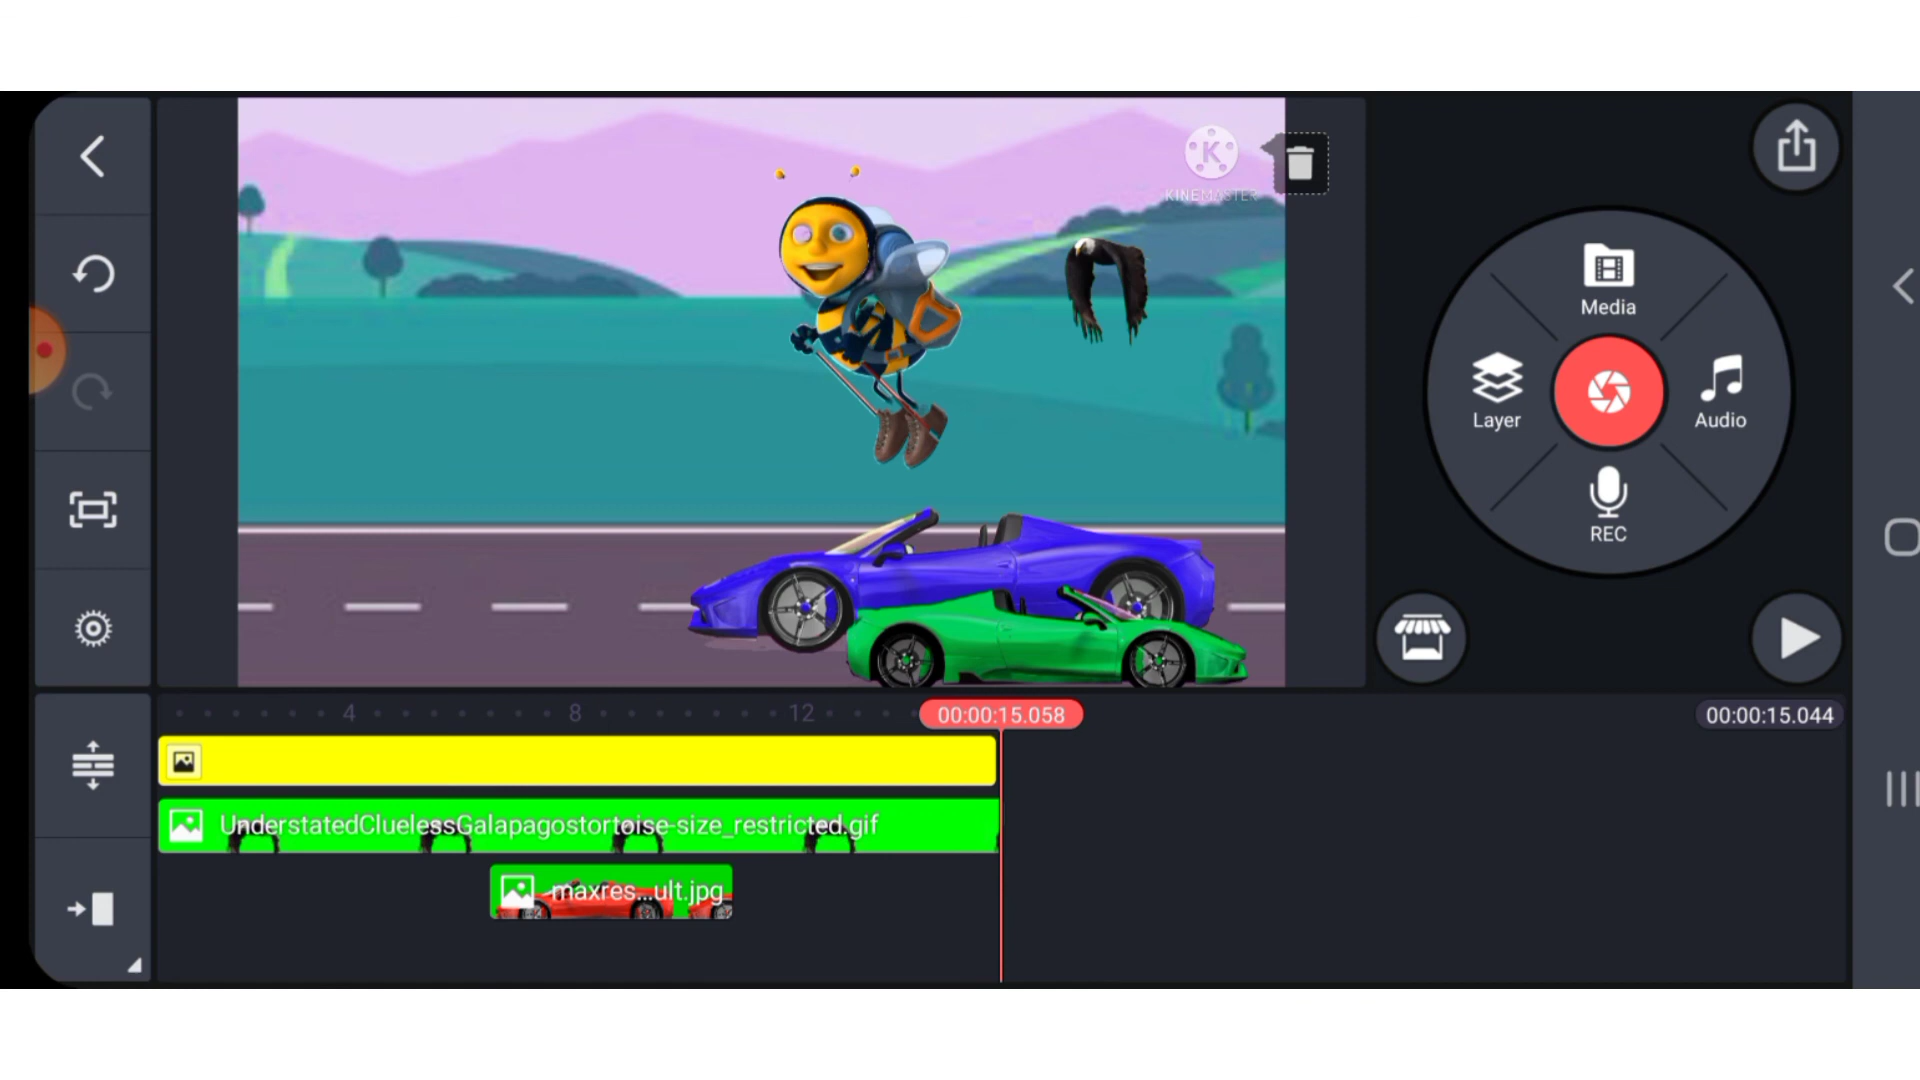 KINEMASTER
Media
Layer
Audio
REC
4 8 12 00:00:15.058 00:00:15.044
UnderstatedCluelessGalapagostortoise-size_restricted.gif
maxres...ult.jpg